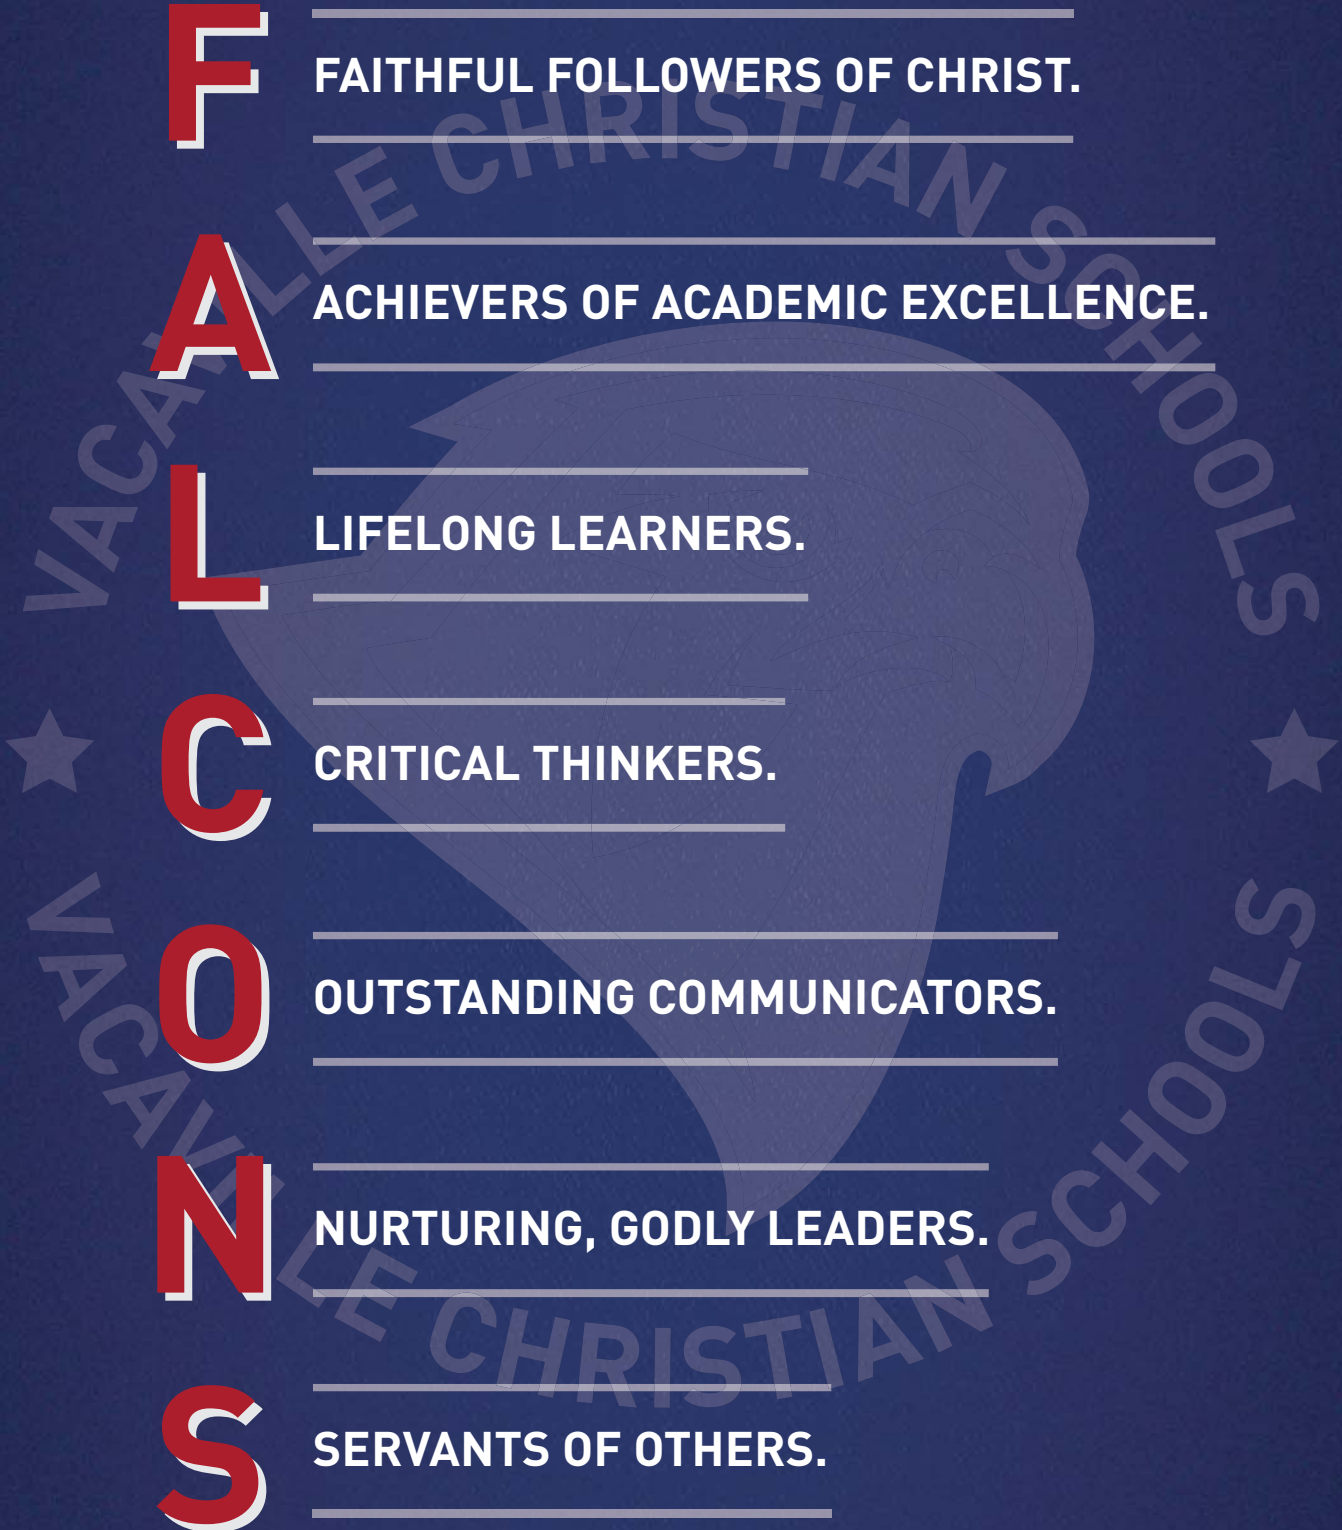 F
FAITHFUL FOLLOWERS OF CHRIST.
A
ACHIEVERS OF ACADEMIC EXCELLENCE.
L
LIFELONG LEARNERS.
C
CRITICAL THINKERS.
O
OUTSTANDING COMMUNICATORS.
N
NURTURING, GODLY LEADERS.
S
SERVANTS OF OTHERS.
VACAVILLE CHRISTIAN SCHOOLS
VACAVILLE CHRISTIAN SCHOOLS